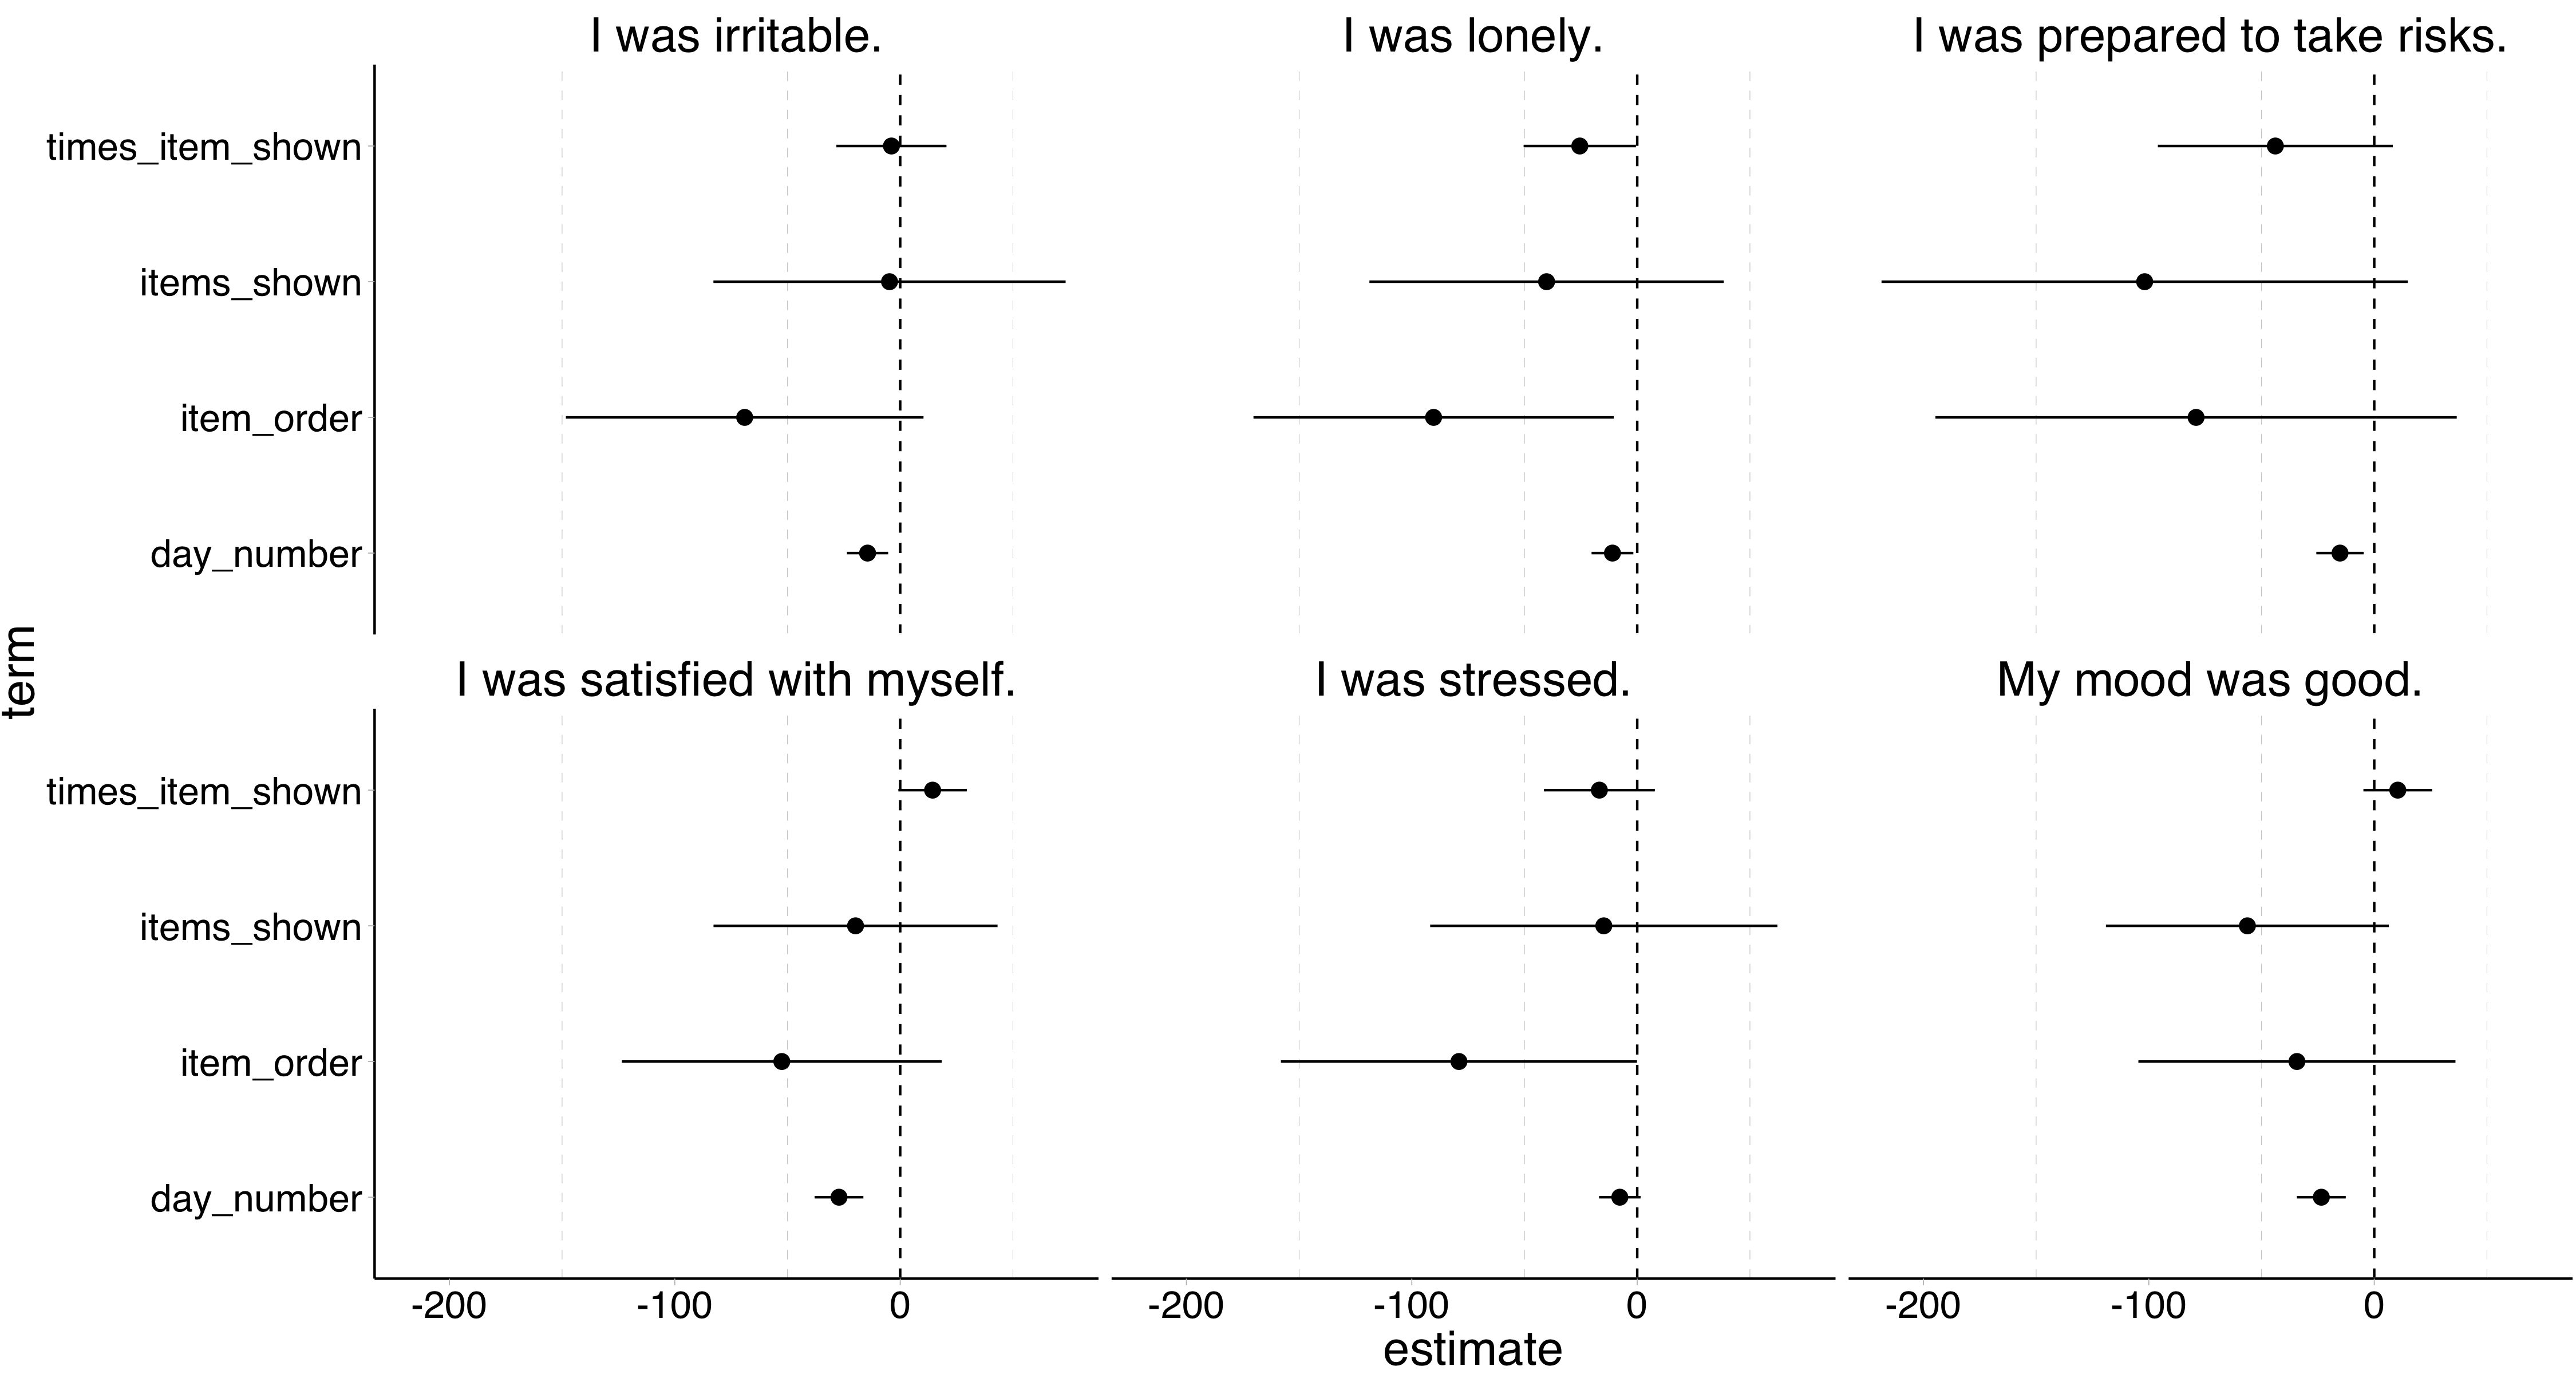 I was irritable.
I was lonely.
I was prepared to take risks.
times_item_shown
items_shown
item_order
day_number
term
I was satisfied with myself.
I was stressed.
My mood was good.
times_item_shown
items_shown
item_order
day_number
-200 -100 0
-200 -100 0
-200 -100 0
estimate